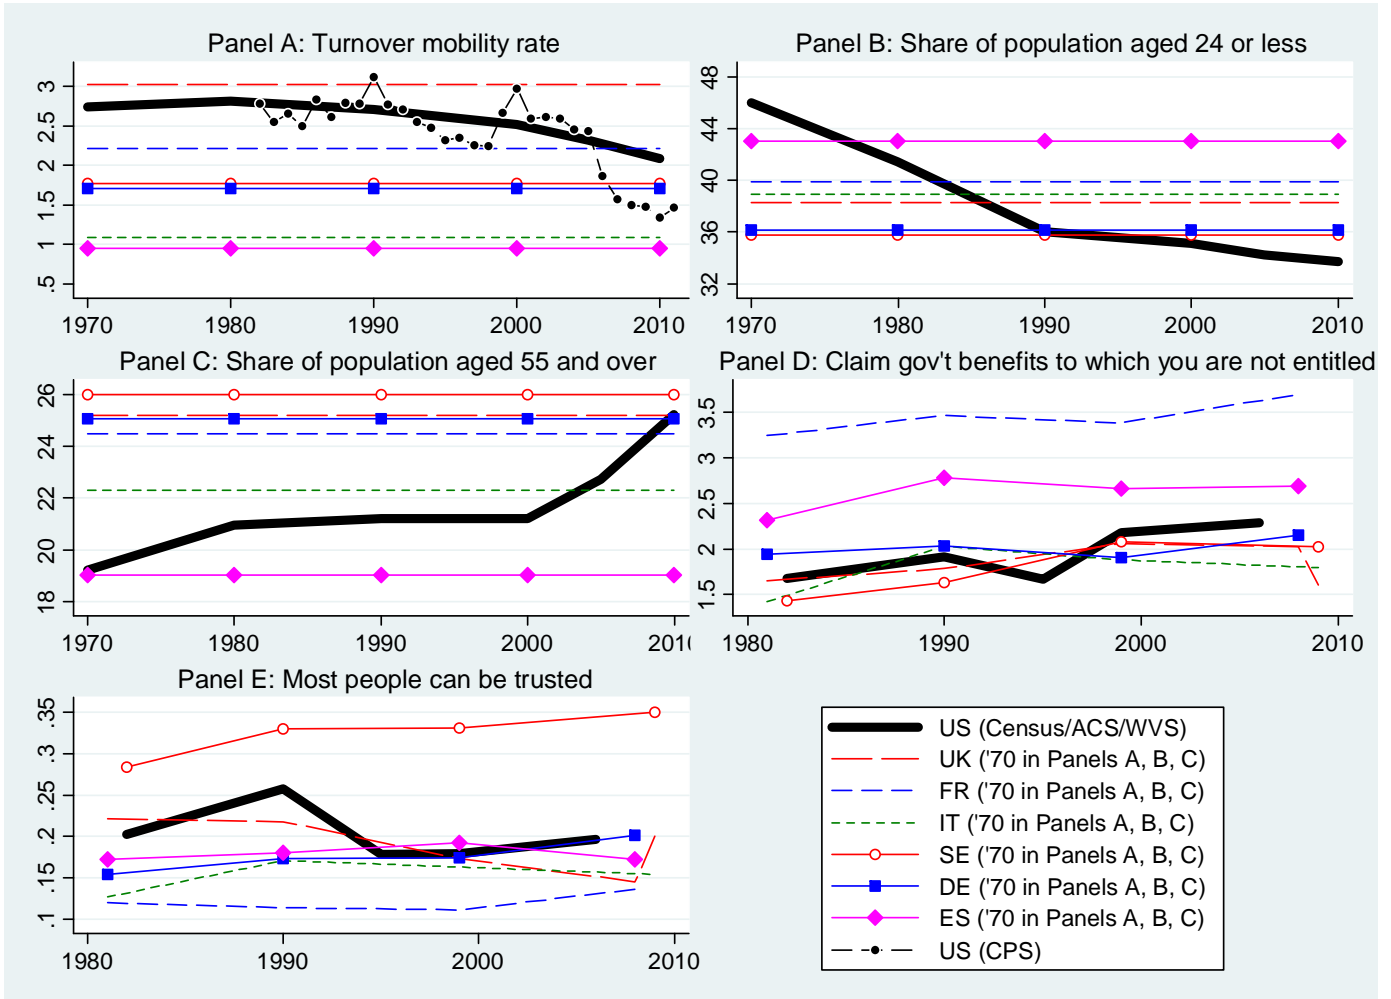 Panel A: Turnover mobility rate
3
2.5
2
1.5
1
.5
1970 1980 1990 2000 2010
Panel B: Share of population aged 24 or less
48
44
40
36
32
1970 1980 1990 2000 2010
Panel C: Share of population aged 55 and over
26
24
22
20
18
1970 1980 1990 2000 2010
Panel D: Claim gov't benefits to which you are not entitled
3.5
3
2.5
2
1.5
1980 1990 2000 2010
Panel E: Most people can be trusted
.35
.3
.25
.2
.15
.1
1980 1990 2000 2010
US (Census/ACS/WVS)
UK ('70 in Panels A, B, C)
FR ('70 in Panels A, B, C)
IT ('70 in Panels A, B, C)
SE ('70 in Panels A, B, C)
DE ('70 in Panels A, B, C)
ES ('70 in Panels A, B, C)
US (CPS)